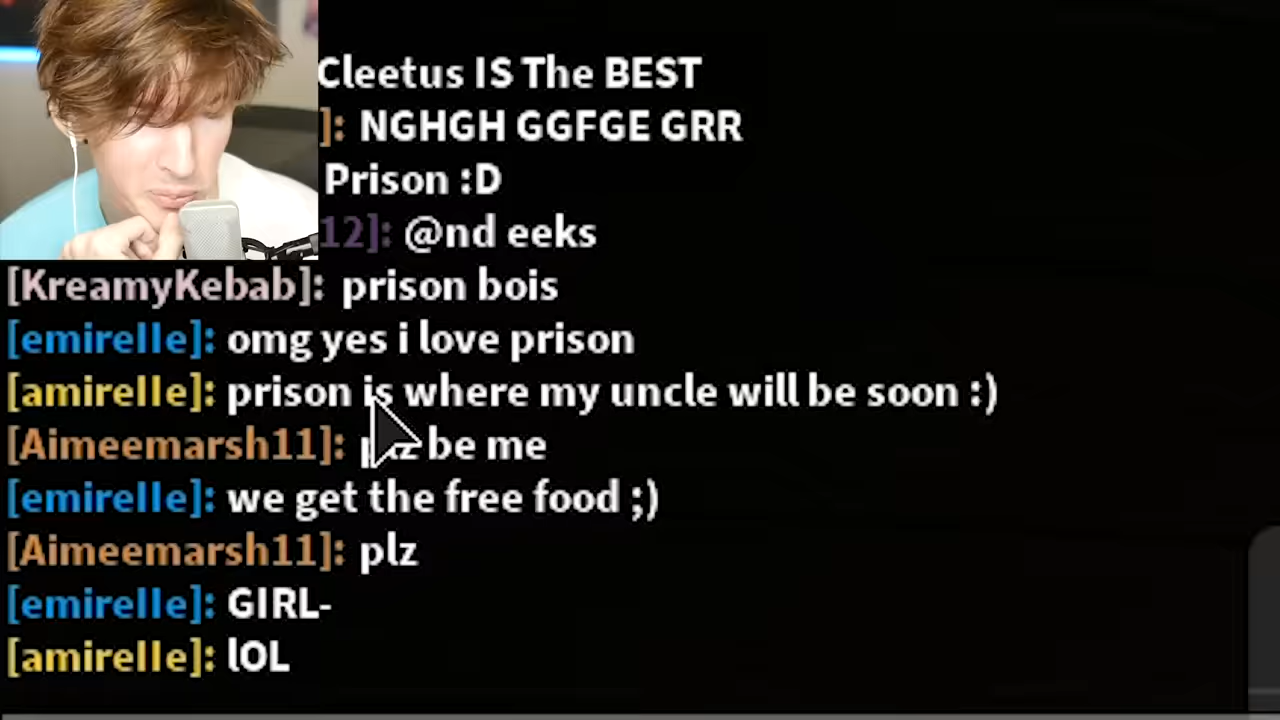 Cleetus IS The BEST
]: NGHGH GGFGE GRR
Prison :D
12]: @nd eeks
[KreamyKebab]: prison bois
[emirelle]: omg yes i love prison
[amirelle]: prison is where my uncle will be soon :)
[Aimeemarsh11]: plz be me
[emirelle]: we get the free food ;)
[Aimeemarsh11]: plz
[emirelle]: GIRL-
[amirelle]: lOL